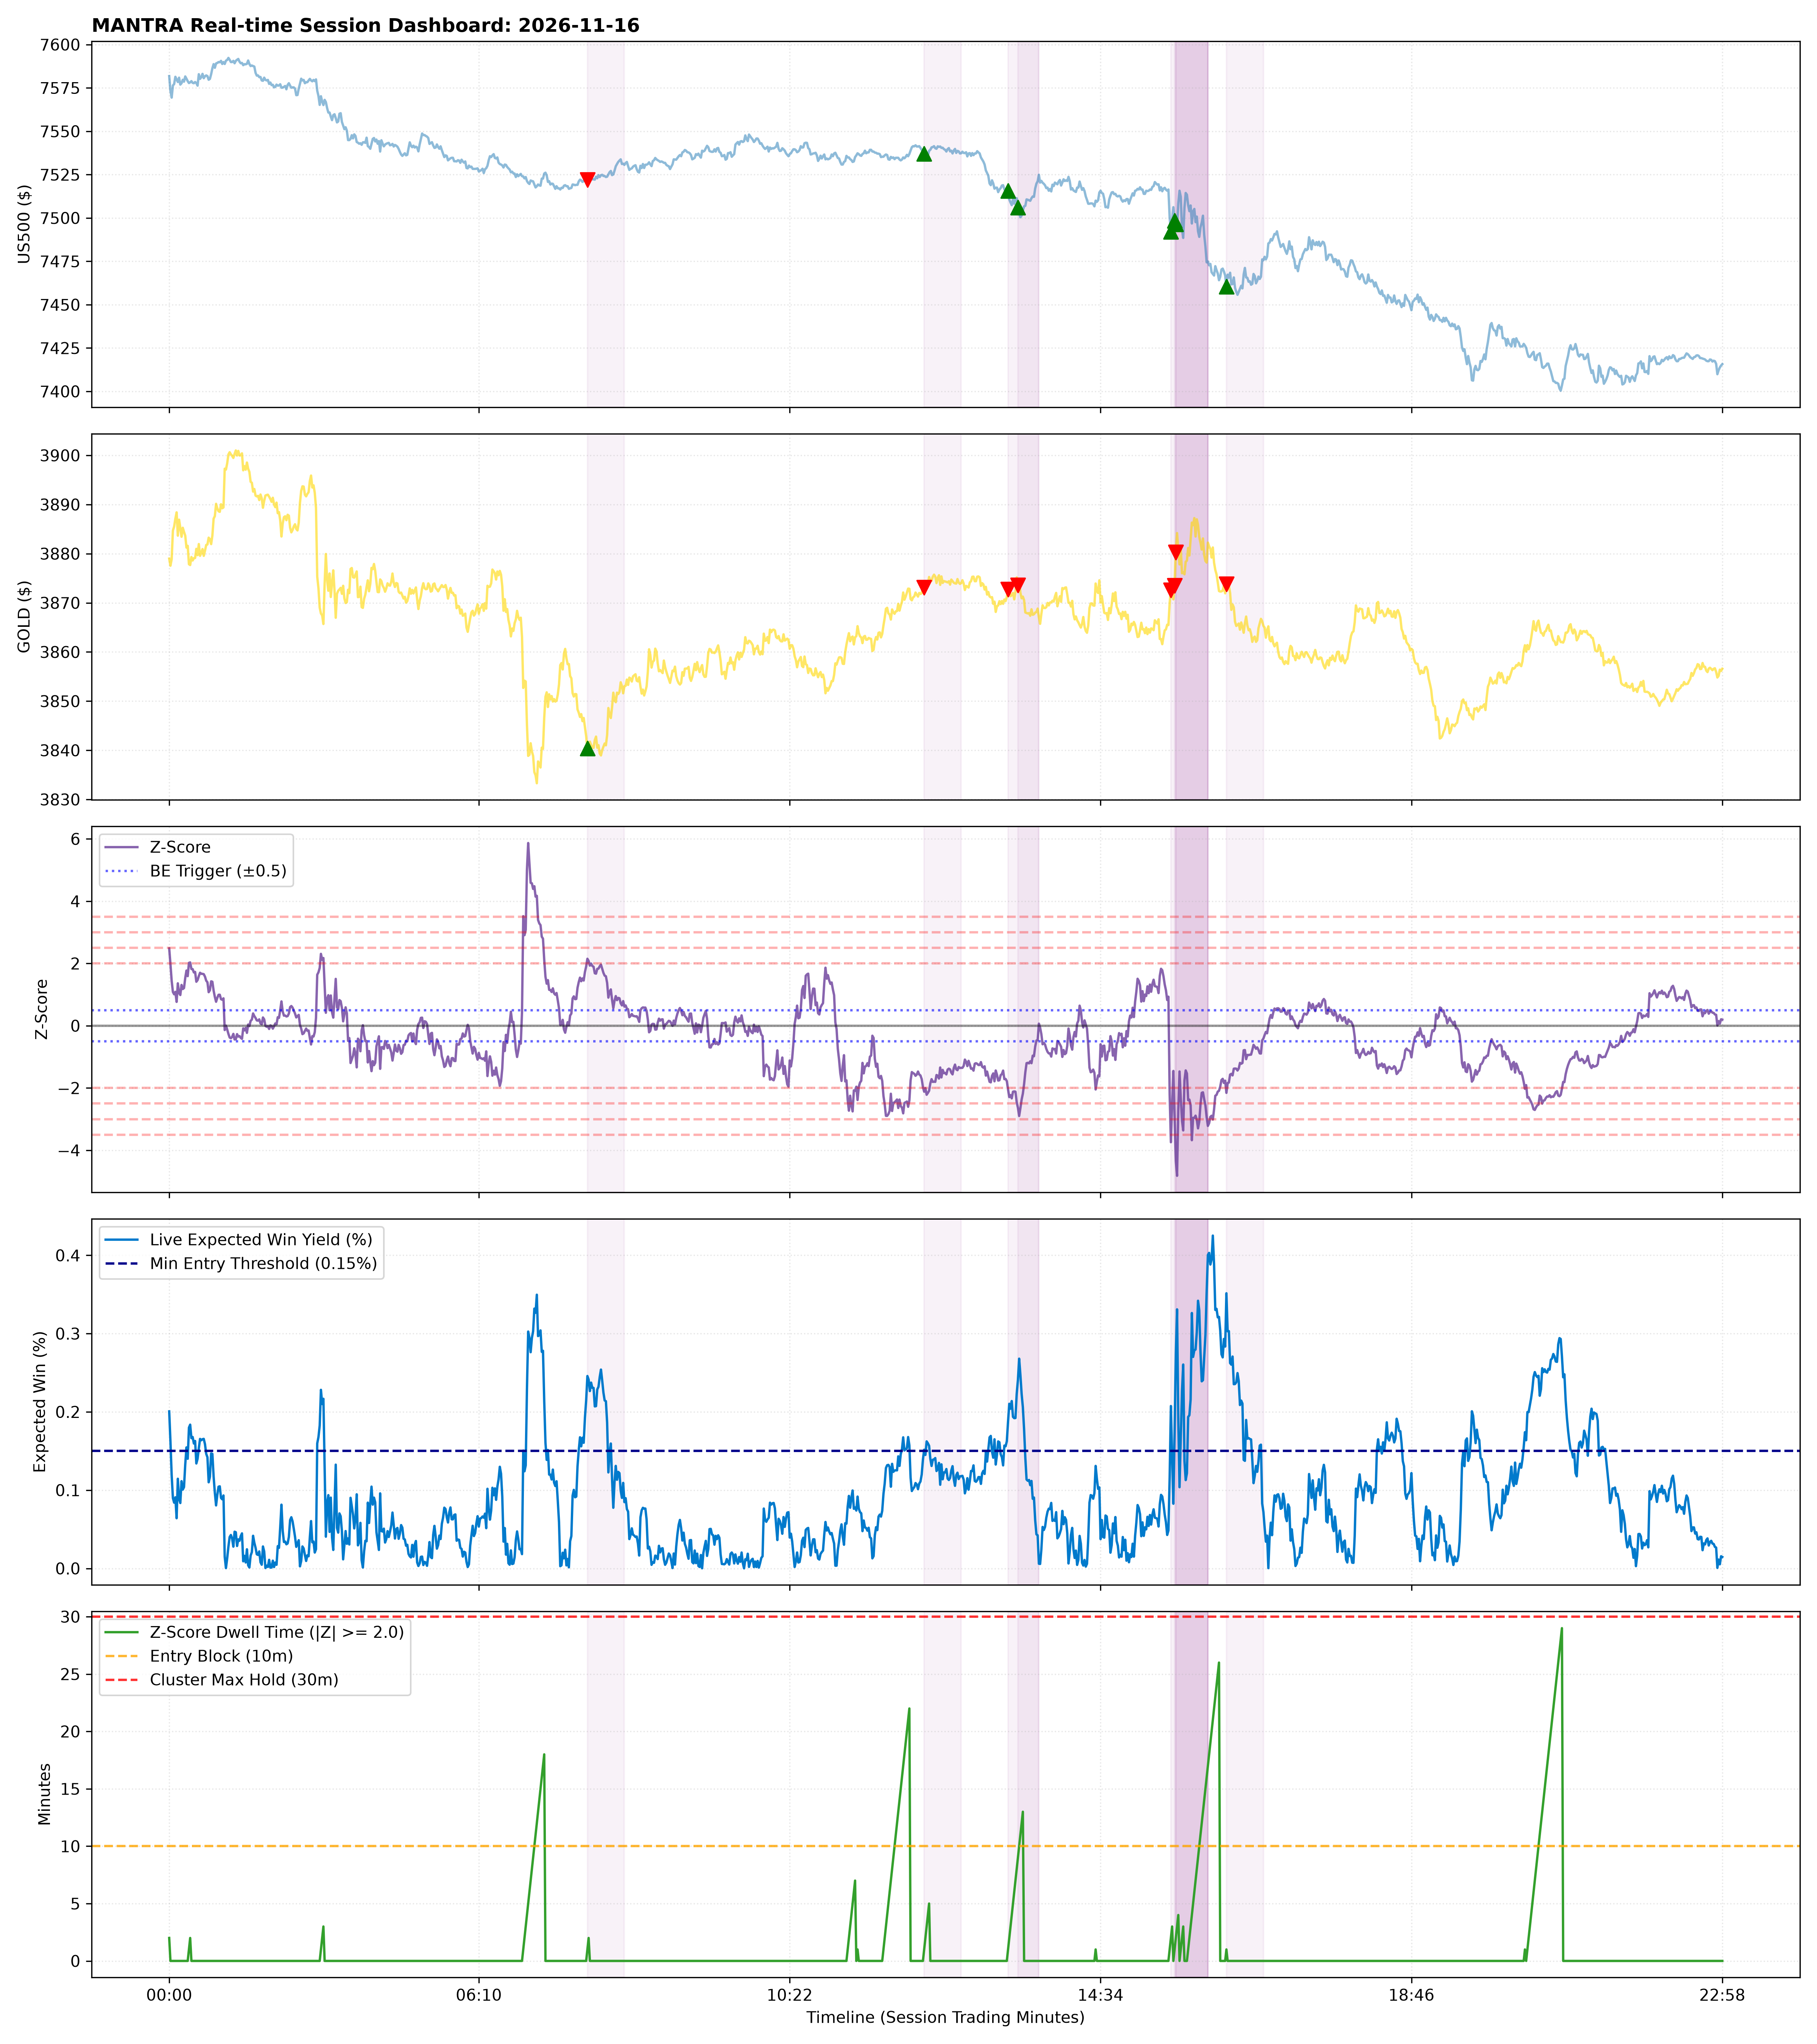 MANTRA Real-time Session Dashboard: 2026-11-16
7600
7575
7550
7525
7500
7475
7450
7425
7400
US500 ($)
3900
3890
3880
3870
3860
3850
3840
3830
GOLD ($)
Z-Score
BE Trigger (±0.5)
6
4
2
0
−2
−4
Z-Score
Live Expected Win Yield (%)
Min Entry Threshold (0.15%)
0.4
0.3
0.2
0.1
0.0
Expected Win (%)
Z-Score Dwell Time (|Z| >= 2.0)
Entry Block (10m)
Cluster Max Hold (30m)
30
25
20
15
10
5
0
Minutes
00:00 06:10 10:22 14:34 18:46 22:58
Timeline (Session Trading Minutes)